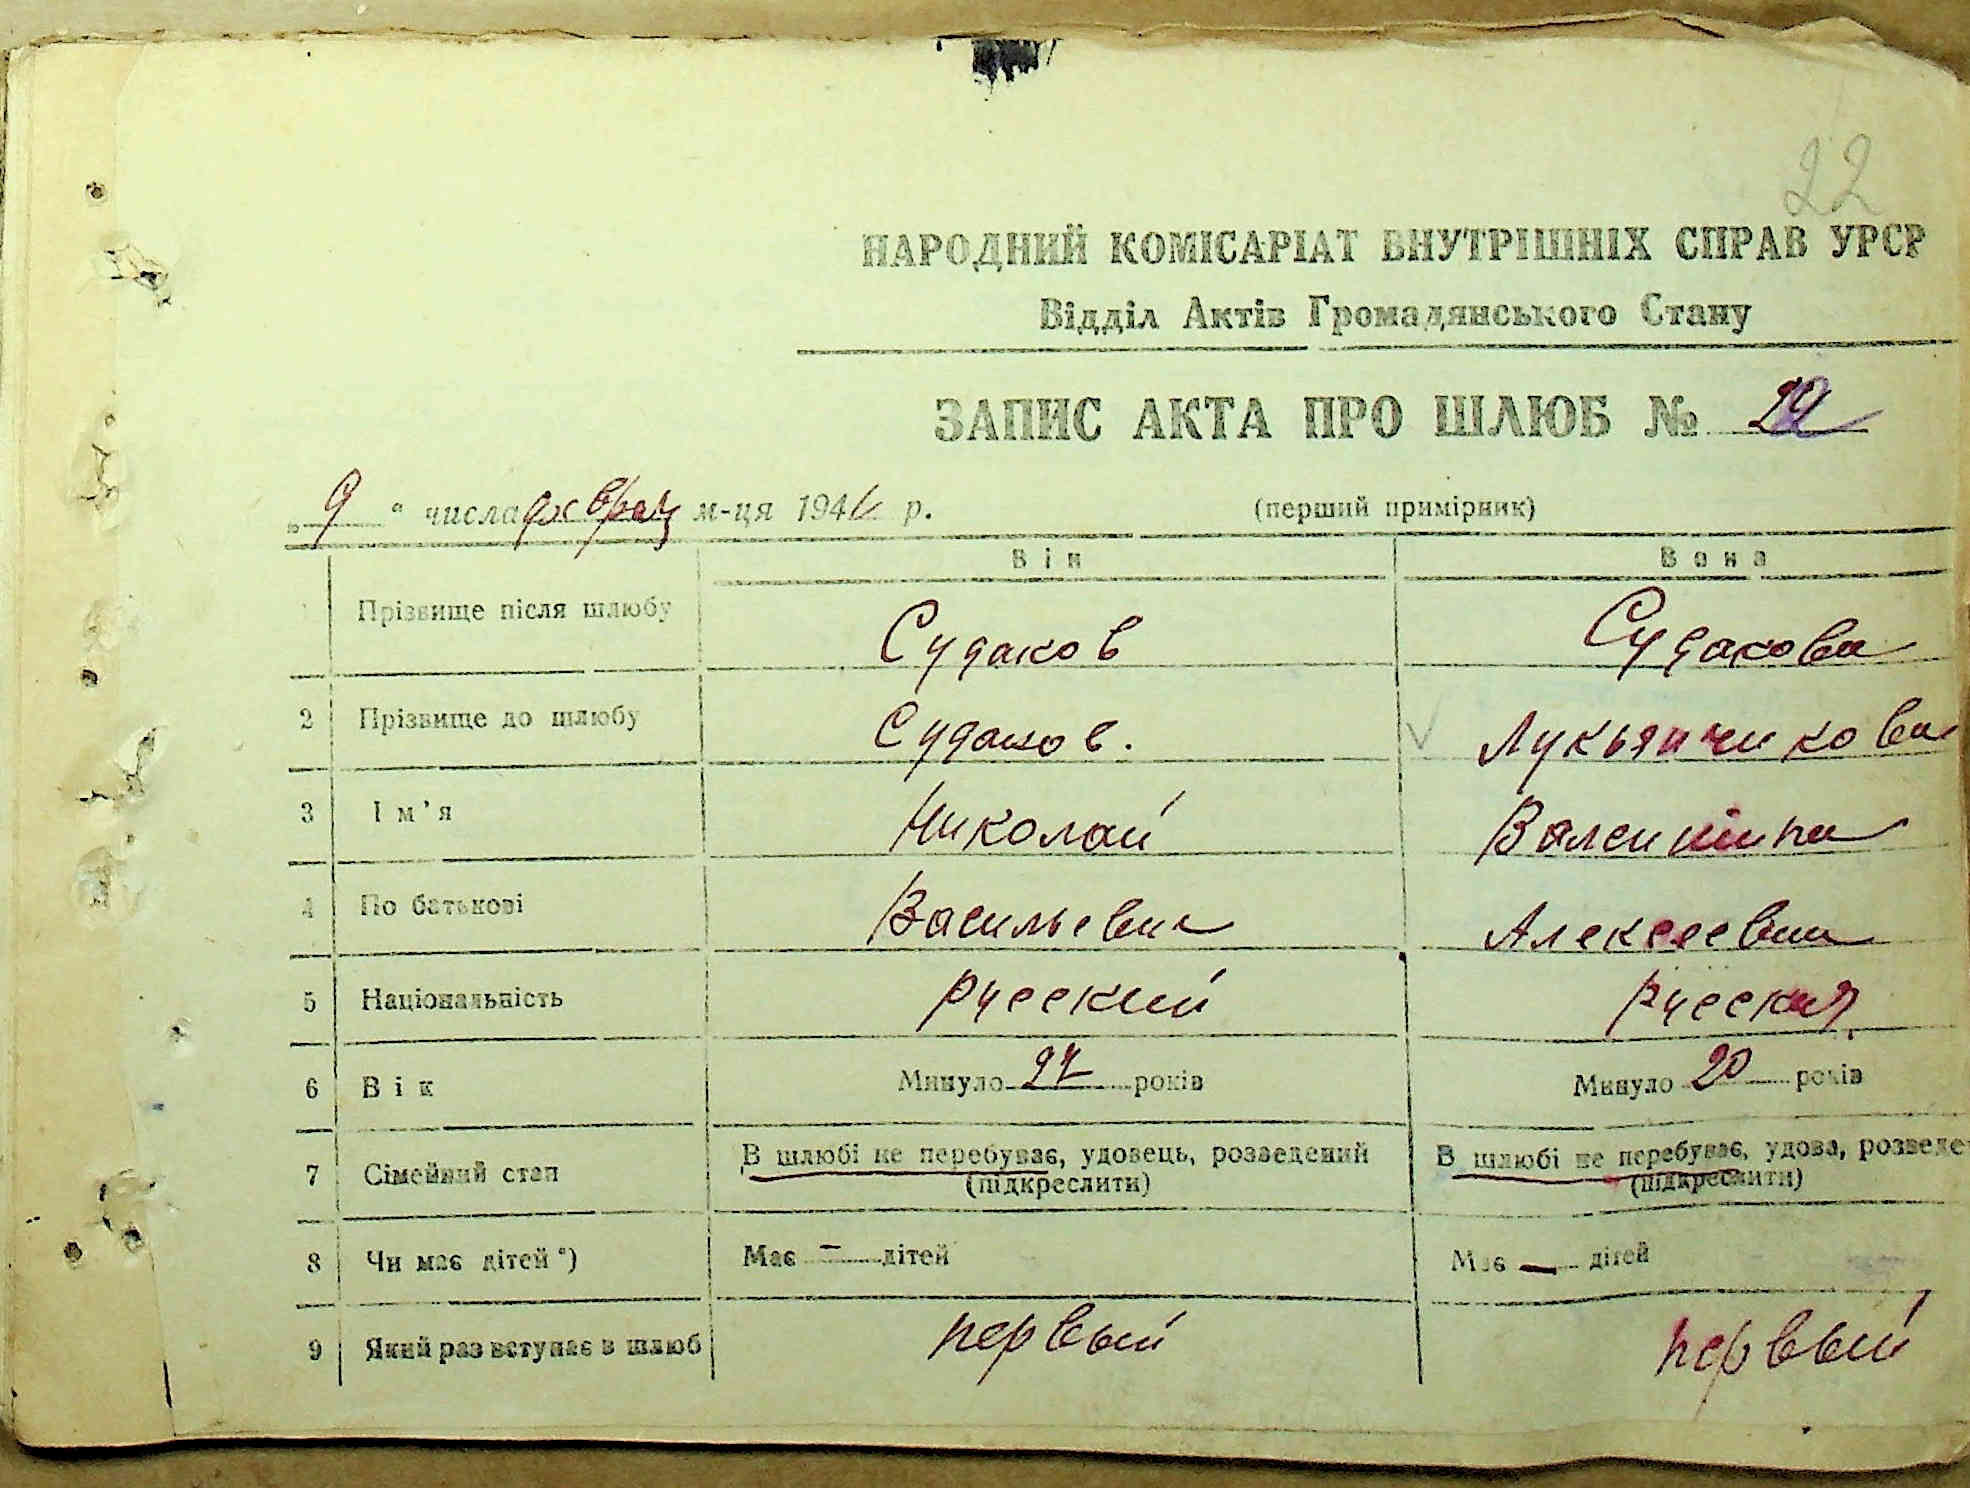 22
НАРОДНИЙ КОМІСАРІАТ ВНУТРІШНІХ СПРАВ УРСР
Відділ Актів Громадянського Стану
ЗАПИС АКТА ПРО ШЛЮБ №
„9" числа февраля м-ця 194 р. (перший примірник)
Він Вона
Прізвище після шлюбу Судаков Судакова
2 Прізвище до шлюбу Судаков. Лукьянчикова
3 Ім'я Николай Валентина
4 По батькові Васильевич Алексеевна
5 Національність русский русская
6 Вік Минуло 27 років Минуло 20 років
7 Сімейний стан В шлюбі не перебуває, удовець, розведений (підкреслити) В шлюбі не перебуває, удова, розведе (підкреслити)
8 Чи має дітей*) Має — дітей Має — дітей
9 Який раз вступає в шлюб первый первый